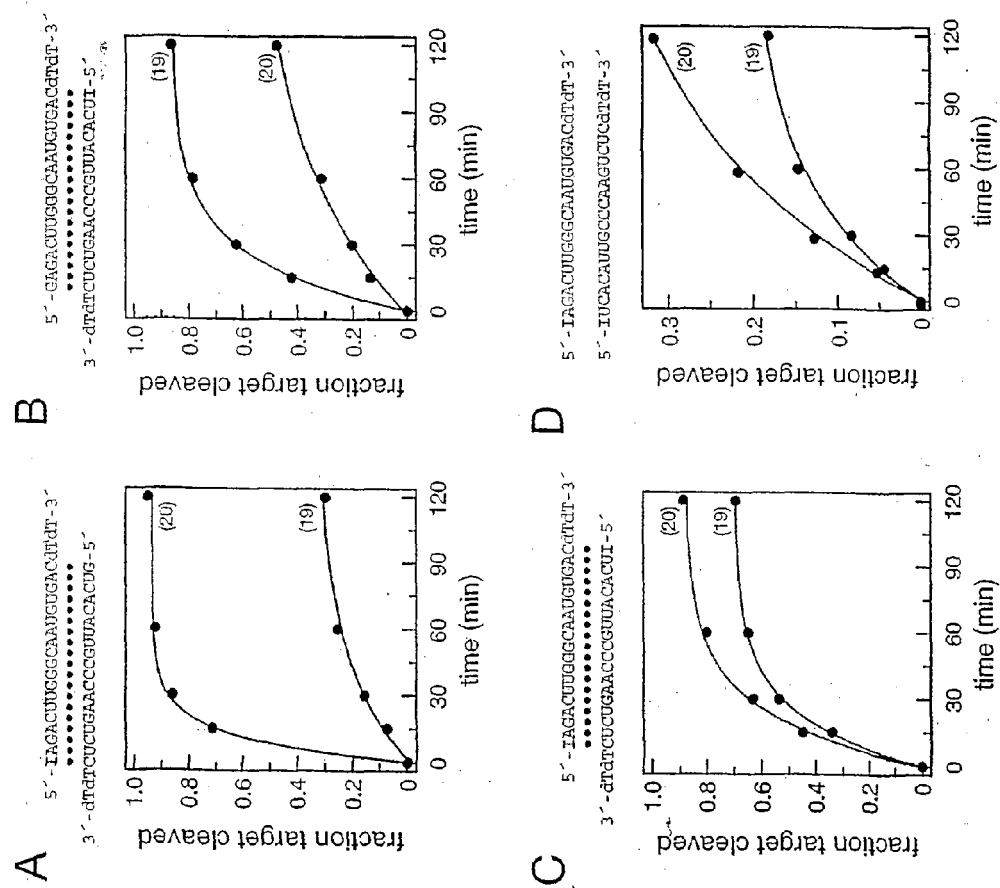 A
5´-IAGACUUGGGCAAUGUGACdTdT-3´
3´-dTdTCUCUGAACCCGUUACACUG-5´
fraction target cleaved
1.0
0.8
0.6
0.4
0.2
0
(20)
(19)
0 30 60 90 120
time (min)
B
5´-GAGACUUGGGCAAUGUGACdTdT-3´
3´-dTdTCUCUGAACCCGUUACACUI-5´
fraction target cleaved
1.0
0.8
0.6
0.4
0.2
0
(19)
(20)
0 30 60 90 120
time (min)
C
5´-IAGACUUGGGCAAUGUGACdTdT-3´
3´-dTdTCUCUGAACCCGUUACACUI-5´
fraction target cleaved
1.0
0.8
0.6
0.4
0.2
0
(20)
(19)
0 30 60 90 120
time (min)
D
5´-IAGACUUGGGCAAUGUGACdTdT-3´
5´-IUCACAUUGCCCAAGUCUCdTdT-3´
fraction target cleaved
0.3
0.2
0.1
0
(20)
(19)
0 30 60 90 120
time (min)